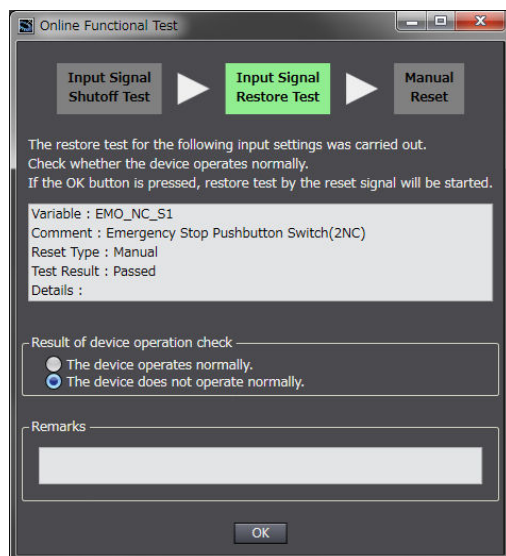 Online Functional Test
Input Signal
Shutoff Test
Input Signal
Restore Test
Manual
Reset
The restore test for the following input settings was carried out.
Check whether the device operates normally.
If the OK button is pressed, restore test by the reset signal will be started.
Variable : EMO_NC_S1
Comment : Emergency Stop Pushbutton Switch(2NC)
Reset Type : Manual
Test Result : Passed
Details :
Result of device operation check
The device operates normally.
The device does not operate normally.
Remarks
OK